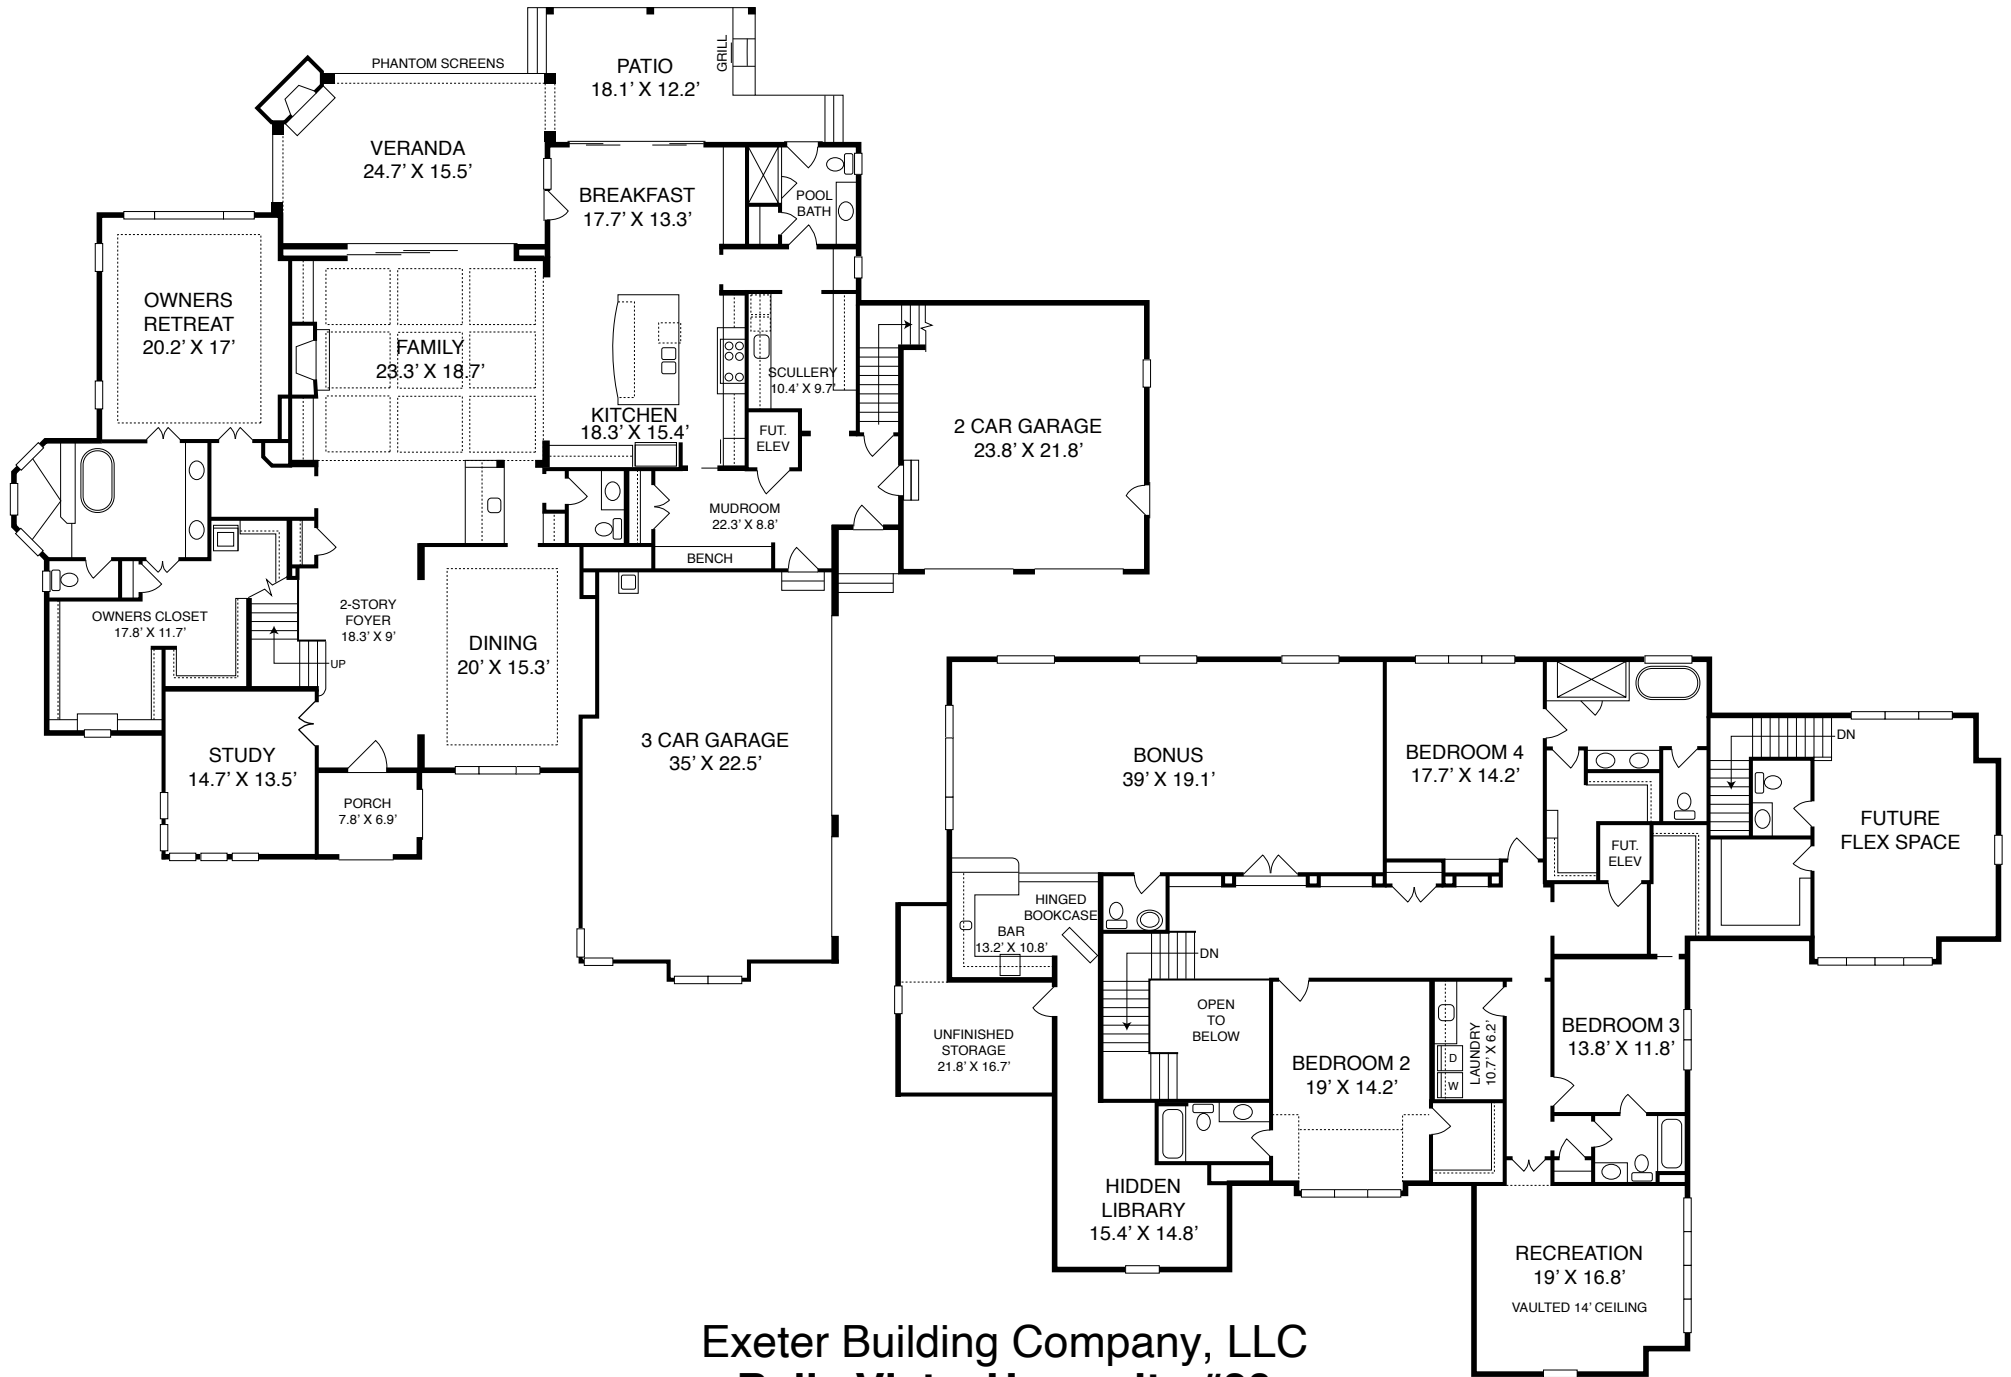 PHANTOM SCREENS
PATIO
18.1’ X 12.2’
GRILL
VERANDA
24.7’ X 15.5’
BREAKFAST
17.7’ X 13.3’
POOL
BATH
OWNERS
RETREAT
20.2’ X 17’
FAMILY
23.3’ X 18.7’
SCULLERY
10.4’ X 9.7’
KITCHEN
18.3’ X 15.4’
FUT.
ELEV
2 CAR GARAGE
23.8’ X 21.8’
MUDROOM
22.3’ X 8.8’
BENCH
OWNERS CLOSET
17.8’ X 11.7’
2-STORY
FOYER
18.3’ X 9’
UP
DINING
20’ X 15.3’
STUDY
14.7’ X 13.5’
PORCH
7.8’ X 6.9’
3 CAR GARAGE
35’ X 22.5’
BONUS
39’ X 19.1’
BEDROOM 4
17.7’ X 14.2’
DN
FUTURE
FLEX SPACE
FUT.
ELEV
HINGED
BOOKCASE
BAR
13.2’ X 10.8’
DN
OPEN
TO
BELOW
UNFINISHED
STORAGE
21.8’ X 16.7’
BEDROOM 2
19’ X 14.2’
LAUNDRY
10.7’ X 6.2’
D
W
BEDROOM 3
13.8’ X 11.8’
HIDDEN
LIBRARY
15.4’ X 14.8’
RECREATION
19’ X 16.8’
VAULTED 14’ CEILING
Exeter Building Company, LLC